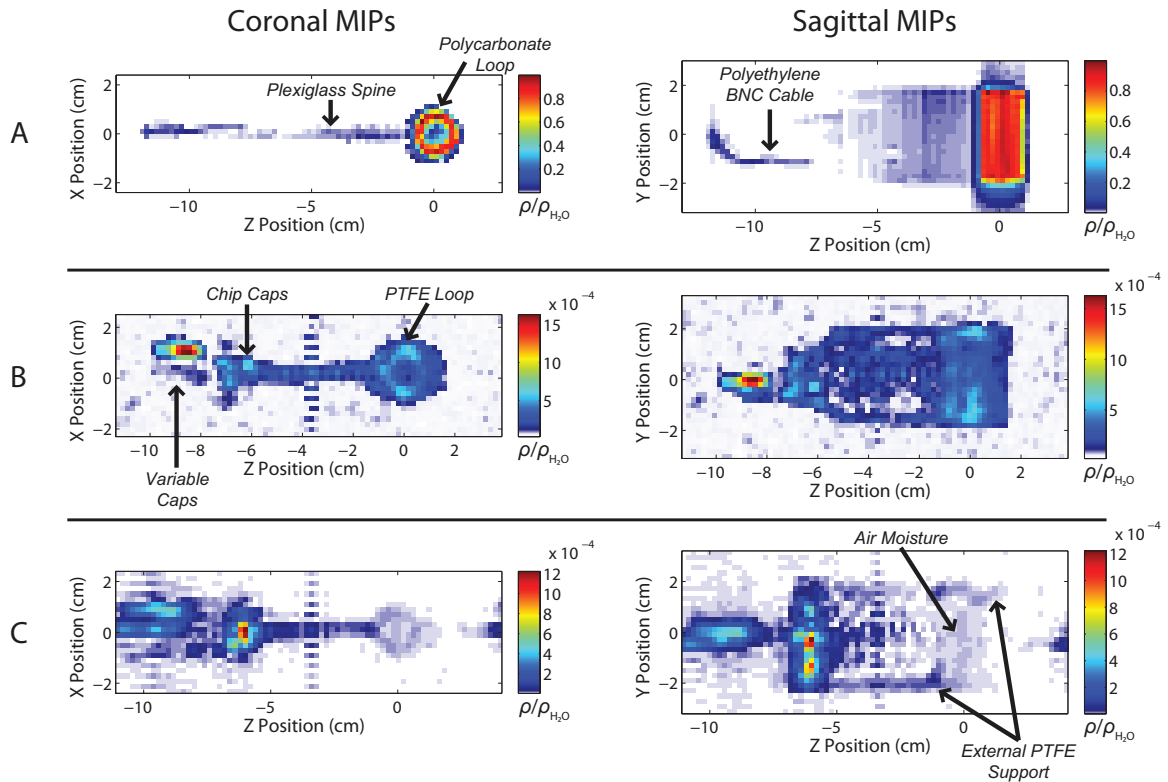 Coronal MIPs
Sagittal MIPs
A
Polycarbonate
Loop
Plexiglass Spine
X Position (cm)
2
0
−2
−10
−5
0
Z Position (cm)
0.8
0.6
0.4
0.2
ρ/ρH₂O
Polyethylene
BNC Cable
Y Position (cm)
2
0
−2
−10
−5
0
Z Position (cm)
0.8
0.6
0.4
0.2
ρ/ρH₂O
B
Chip Caps
PTFE Loop
Variable
Caps
X Position (cm)
2
0
−2
−10
−8
−6
−4
−2
0
2
Z Position (cm)
x 10 −4
15
10
5
ρ/ρH₂O
Y Position (cm)
2
0
−2
−10
−8
−6
−4
−2
0
2
Z Position (cm)
x 10 −4
15
10
5
ρ/ρH₂O
C
X Position (cm)
2
0
−2
−10
−5
0
Z Position (cm)
x 10 −4
12
10
8
6
4
2
ρ/ρH₂O
Air Moisture
External PTFE
Support
Y Position (cm)
2
0
−2
−10
−5
0
Z Position (cm)
x 10 −4
12
10
8
6
4
2
ρ/ρH₂O